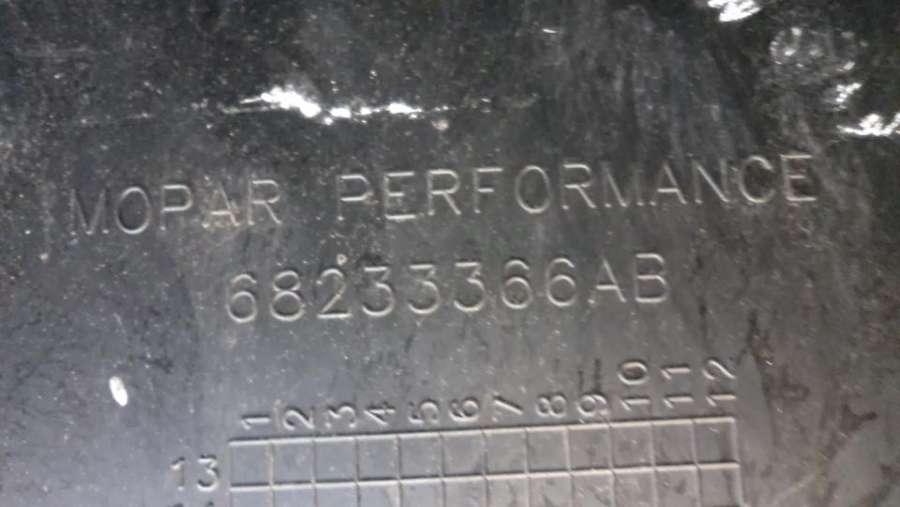 MOPAR PERFORMANCE
68233366AB
1 2 3 4 5 6 7 8 9 10 11 12
13